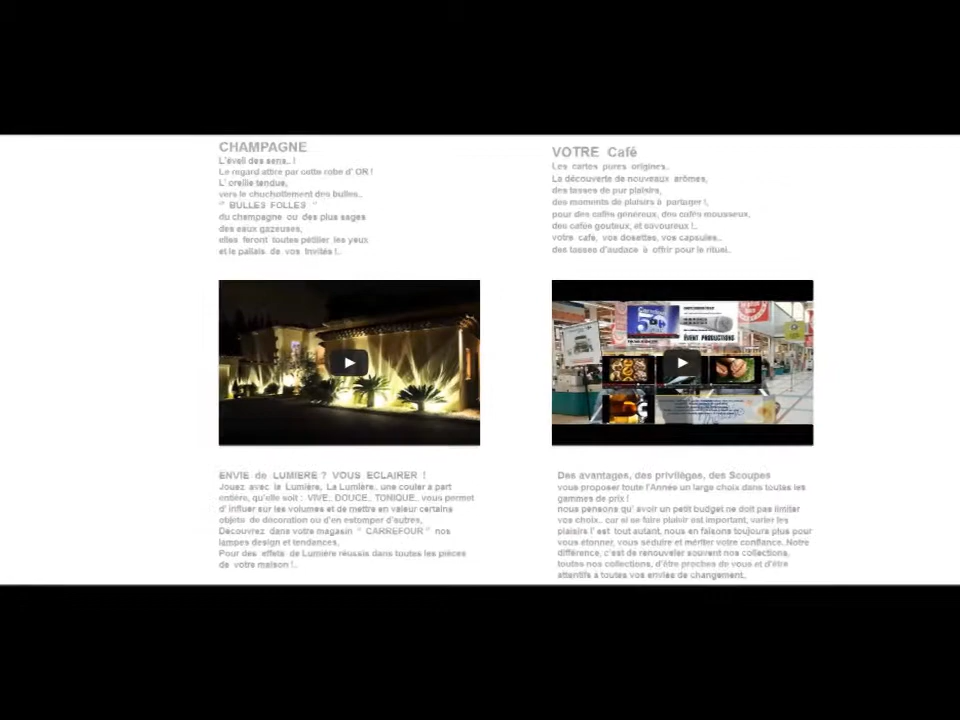 CHAMPAGNE
L'éveil des sens.. !
Le regard attiré par cette robe d' OR !
L' oreille tendue,
vers le chuchottement des bulles..
" BULLES FOLLES "
du champagne ou des plus sages
des eaux gazeuses,
elles feront toutes pétiller les yeux
et le pallais de vos invités !..
ENVIE de LUMIERE ? VOUS ECLAIRER !
Jouez avec la Lumière, La Lumière.. une couler a part
entière, qu'elle soit : VIVE.. DOUCE.. TONIQUE.. vous permet
d' influer sur les volumes et de mettre en valeur certains
objets de décoration ou d'en estomper d'autres,
Decouvrez dans votre magasin " CARREFOUR " nos
lampes design et tendances,
Pour des effets de Lumière réussis dans toutes les pièces
de votre maison !..
VOTRE Café
Les cartes pures origines..
La découverte de nouveaux arômes,
des tasses de pur plaisirs,
des moments de plaisirs à partager !,
pour des cafés généreux, des cafés mousseux,
des cafés gouteux, et savoureux !..
votre cafe, vos dosettes, vos capsules..
des tasses d'audace à offrir pour le rituel..
EVENT PRODUCTIONS
Des avantages, des privilèges, des Scoupes
vous proposer toute l'Année un large choix dans toutes les
gammes de prix !
nous pensons qu' avoir un petit budget ne doit pas limiter
vos choix.. car si se faire plaisir est important, varier les
plaisirs l' est tout autant, nous en faisons toujours plus pour
vous étonner, vous séduire et mériter votre confiance. Notre
différence, c'est de renouveler souvent nos collections,
toutes nos collections, d'être proches de vous et d'être
attentifs a toutes vos envies de changement,